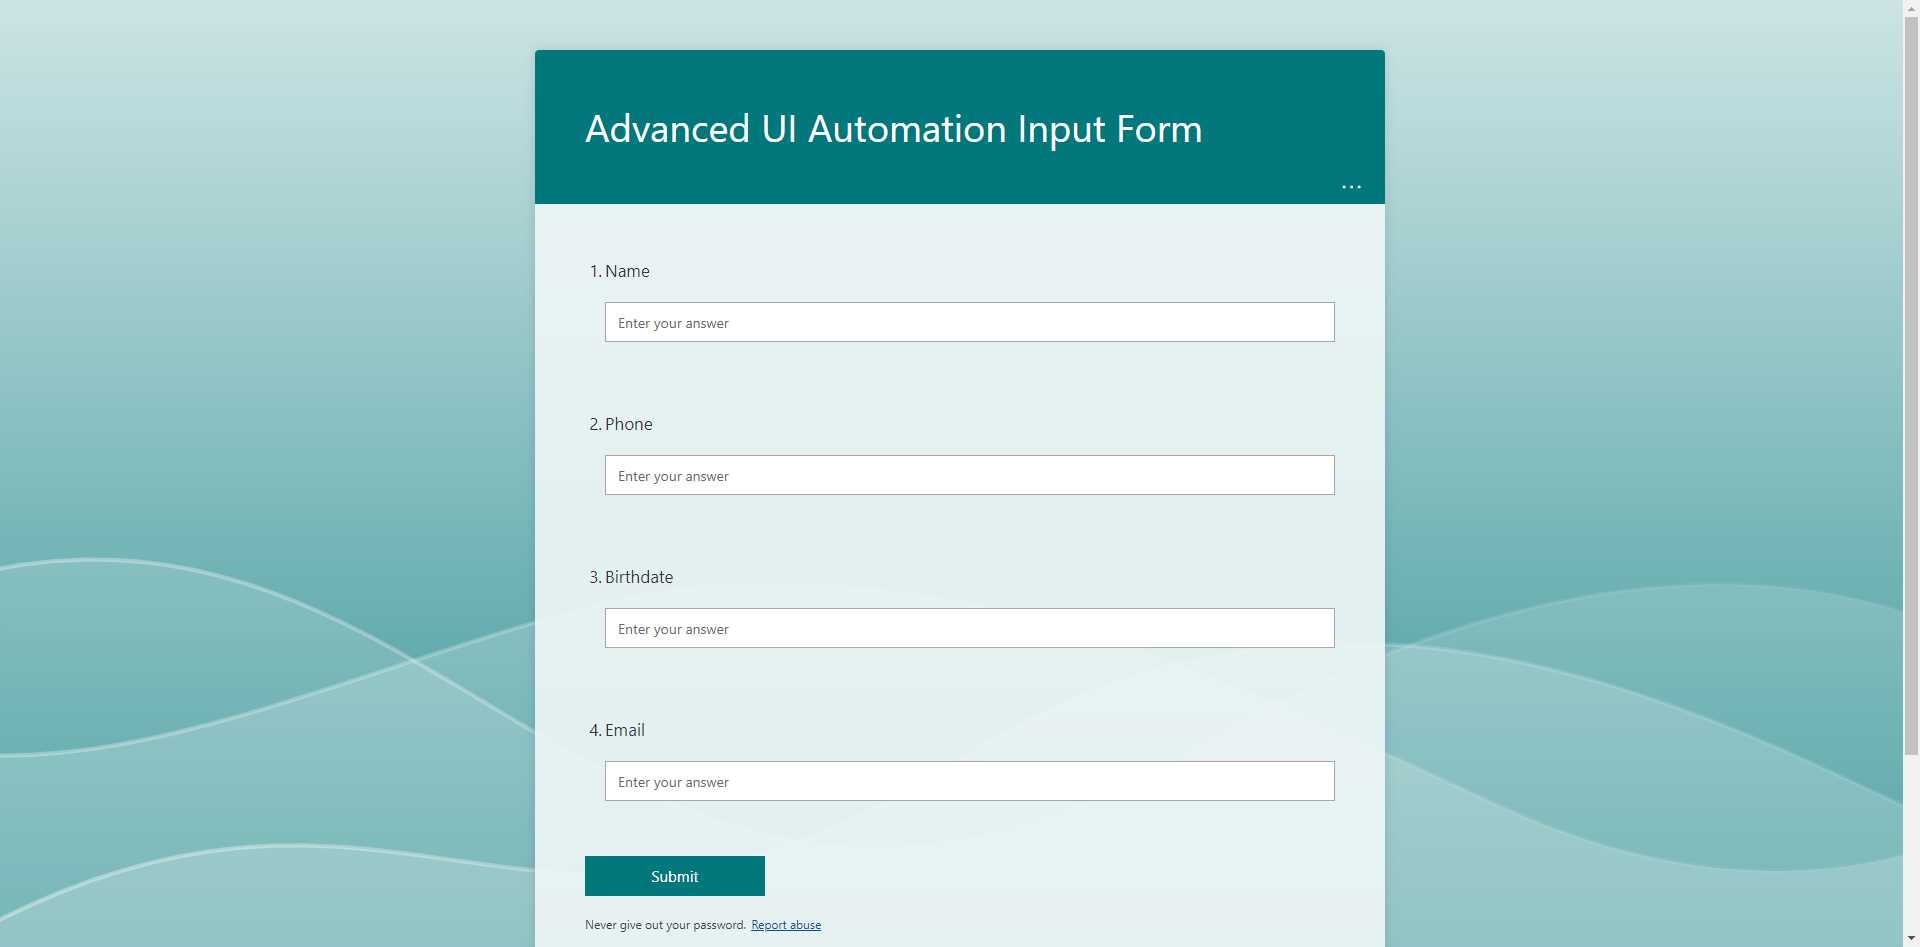 Advanced UI Automation Input Form
...
1. Name
Enter your answer
2. Phone
Enter your answer
3. Birthdate
Enter your answer
4. Email
Enter your answer
Submit
Never give out your password. Report abuse